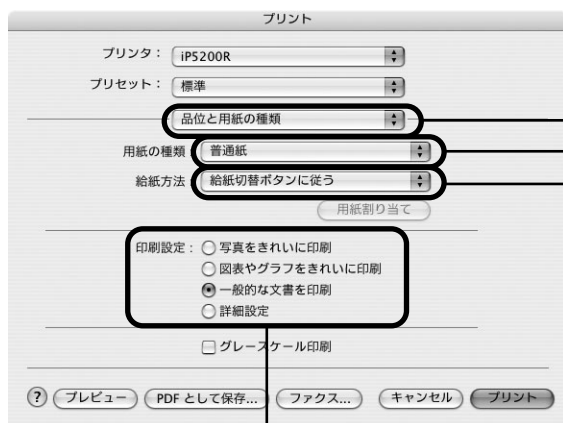 プリント
プリンタ： iP5200R
プリセット： 標準
品位と用紙の種類
用紙の種類： 普通紙
給紙方法： 給紙切替ボタンに従う
用紙割り当て
印刷設定： 写真をきれいに印刷
図表やグラフをきれいに印刷
一般的な文書を印刷
詳細設定
グレースケール印刷
? プレビュー PDF として保存... ファクス... キャンセル プリント